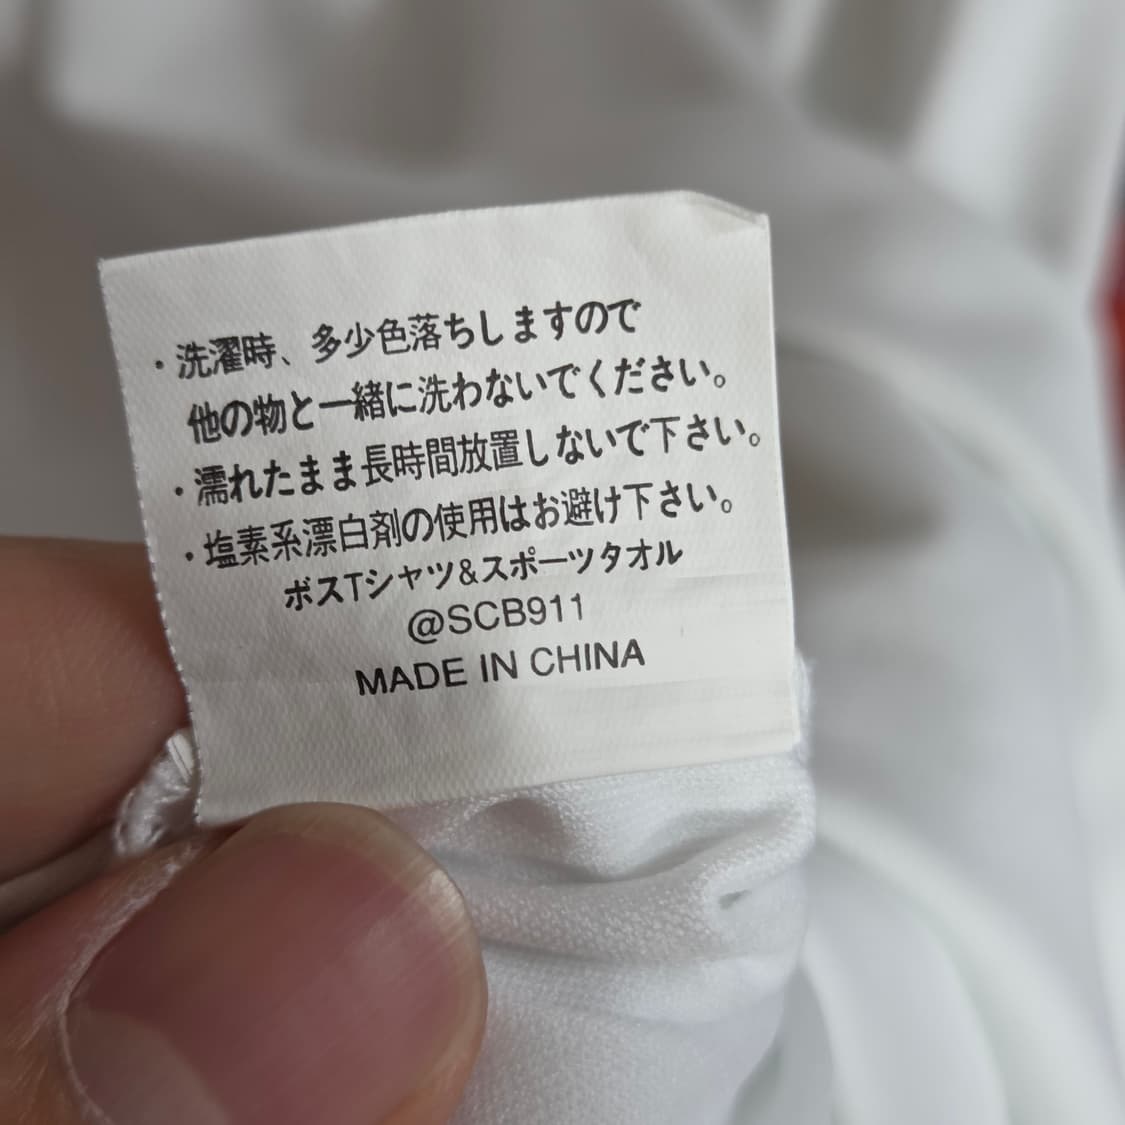 ・洗濯時、多少色落ちしますので
他の物と一緒に洗わないでください。
・濡れたまま長時間放置しないで下さい。
・塩素系漂白剤の使用はお避け下さい。
ボスTシャツ&スポーツタオル
@SCB911
MADE IN CHINA